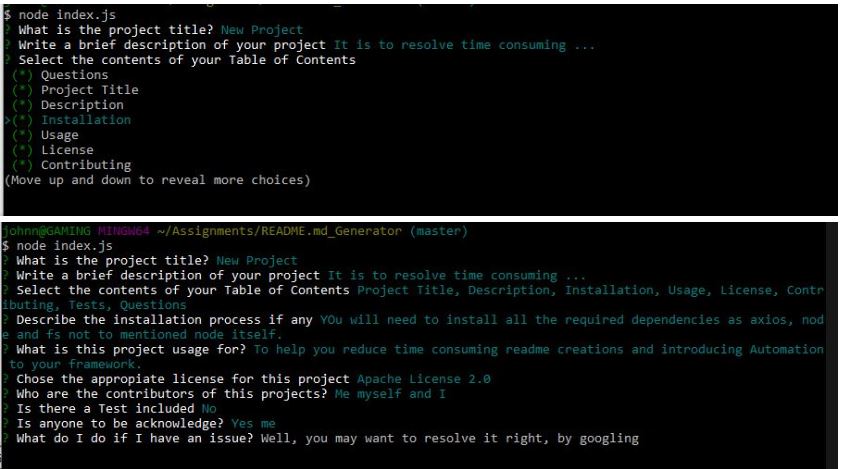 $ node index.js
? What is the project title? New Project
? Write a brief description of your project It is to resolve time consuming ...
? Select the contents of your Table of Contents
(*) Questions
(*) Project Title
(*) Description
>(*) Installation
(*) Usage
(*) License
(*) Contributing
(Move up and down to reveal more choices)
johnn@GAMING MINGW64 ~/Assignments/README.md_Generator (master)
$ node index.js
? What is the project title? New Project
? Write a brief description of your project It is to resolve time consuming ...
? Select the contents of your Table of Contents Project Title, Description, Installation, Usage, License, Contr
ibuting, Tests, Questions
? Describe the installation process if any YOu will need to install all the required dependencies as axios, nod
e and fs not to mentioned node itself.
? What is this project usage for? To help you reduce time consuming readme creations and introducing Automation
to your framework.
? Chose the appropiate license for this project Apache License 2.0
? Who are the contributors of this projects? Me myself and I
? Is there a Test included No
? Is anyone to be acknowledge? Yes me
? What do I do if I have an issue? Well, you may want to resolve it right, by googling